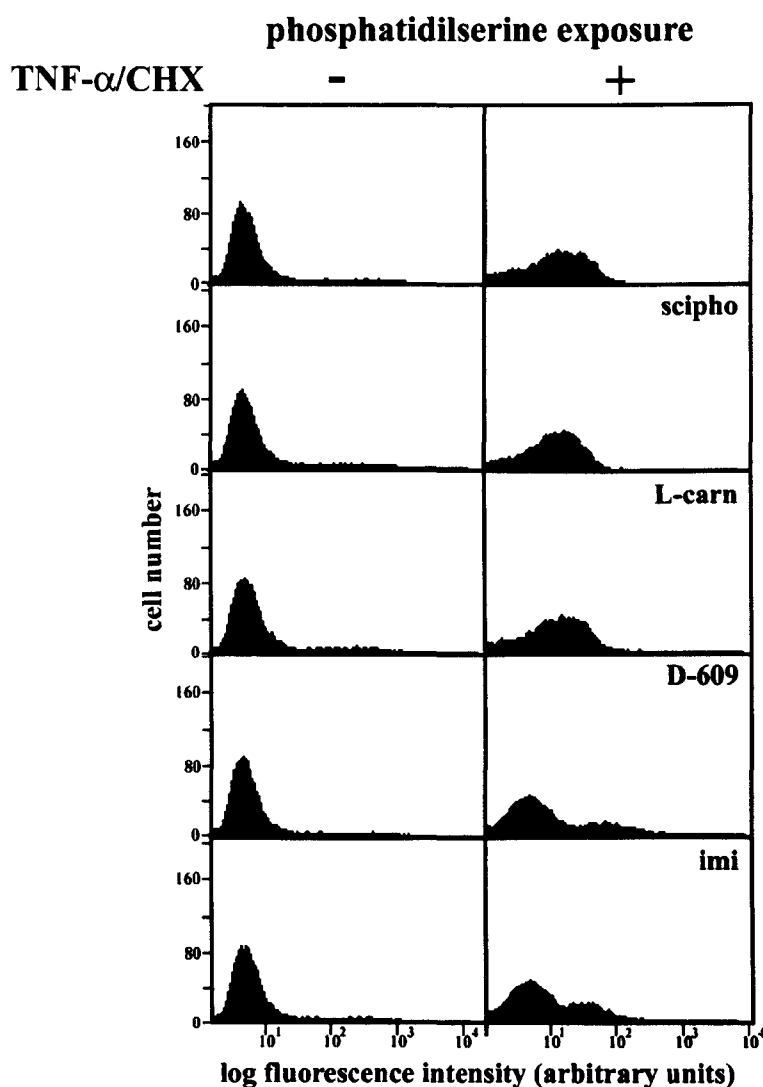 phosphatidilserine exposure
TNF-α/CHX - +
160
80
0
scipho
160
80
0
L-carn
160
80
0
D-609
160
80
0
imi
160
80
0
cell number
10¹ 10² 10³ 10⁴ 10¹ 10² 10³ 10⁴
log fluorescence intensity (arbitrary units)